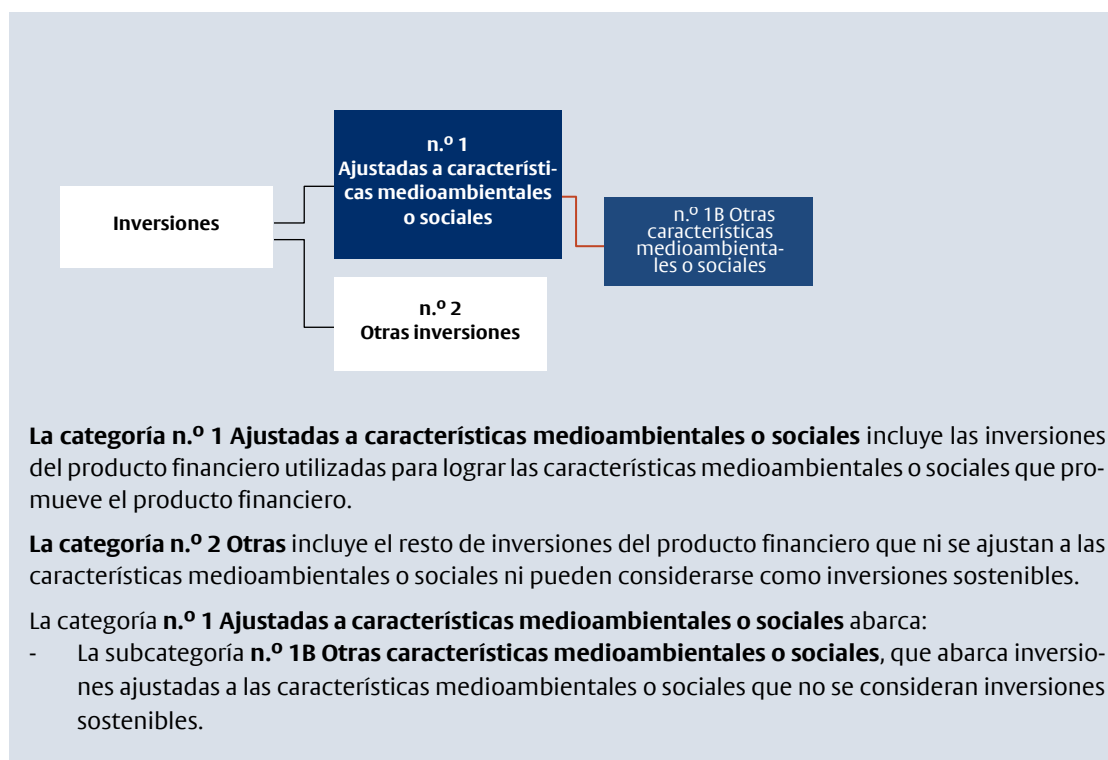 n.º 1
Ajustadas a característi-
cas medioambientales
o sociales
Inversiones
n.º 1B Otras
características
medioambienta-
les o sociales
n.º 2
Otras inversiones
La categoría n.º 1 Ajustadas a características medioambientales o sociales incluye las inversiones
del producto financiero utilizadas para lograr las características medioambientales o sociales que pro-
mueve el producto financiero.
La categoría n.º 2 Otras incluye el resto de inversiones del producto financiero que ni se ajustan a las
características medioambientales o sociales ni pueden considerarse como inversiones sostenibles.
La categoría n.º 1 Ajustadas a características medioambientales o sociales abarca:
- La subcategoría n.º 1B Otras características medioambientales o sociales, que abarca inversio-
nes ajustadas a las características medioambientales o sociales que no se consideran inversiones
sostenibles.